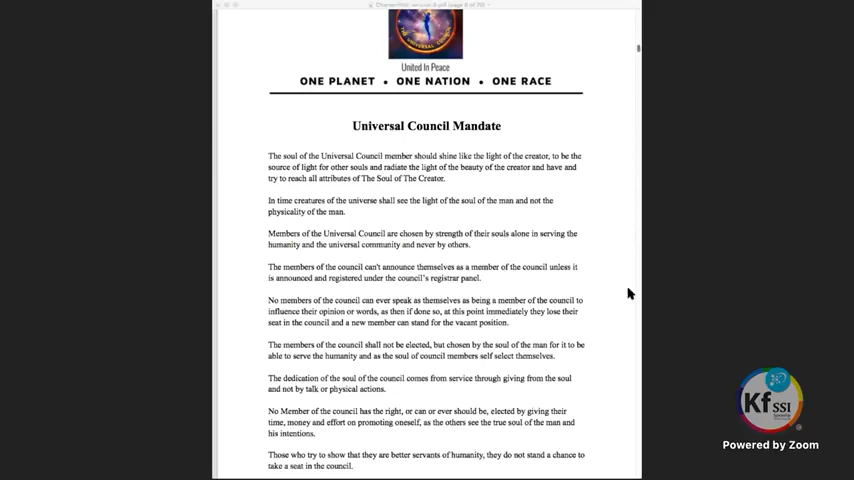 THE UNIVERSAL COUNCIL
United In Peace
ONE PLANET • ONE NATION • ONE RACE
Universal Council Mandate
The soul of the Universal Council member should shine like the light of the creator, to be the
source of light for other souls and radiate the light of the beauty of the creator and have and
try to reach all attributes of The Soul of The Creator.
In time creatures of the universe shall see the light of the soul of the man and not the
physicality of the man.
Members of the Universal Council are chosen by strength of their souls alone in serving the
humanity and the universal community and never by others.
The members of the council can't announce themselves as a member of the council unless it
is announced and registered under the council's registrar panel.
No members of the council can ever speak as themselves as being a member of the council to
influence their opinion or words, as then if done so, at this point immediately they lose their
seat in the council and a new member can stand for the vacant position.
The members of the council shall not be elected, but chosen by the soul of the man for it to be
able to serve the humanity and as the soul of council members self select themselves.
The dedication of the soul of the council comes from service through giving from the soul
and not by talk or physical actions.
No Member of the council has the right, or can or ever should be, elected by giving their
time, money and effort on promoting oneself, as the others see the true soul of the man and
his intentions.
Those who try to show that they are better servants of humanity, they do not stand a chance to
take a seat in the council.
Kf SSI
Powered by Zoom